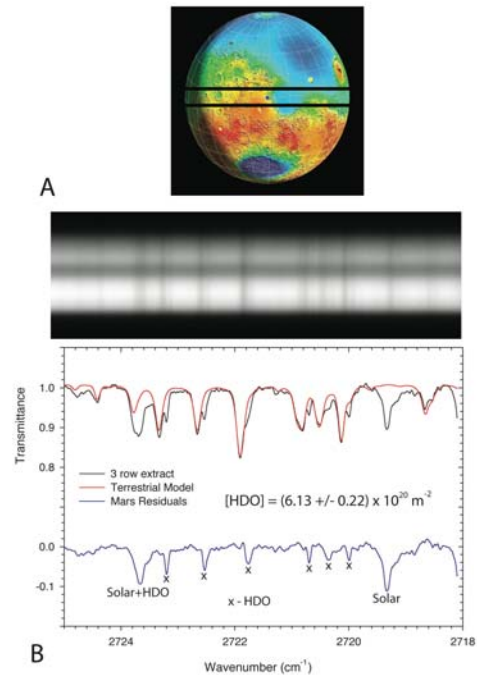 A
1.0
0.9
0.8
0.0
-0.1
Transmittance
3 row extract
Terrestrial Model
Mars Residuals
[HDO] = (6.13 +/- 0.22) x 10²⁰ m⁻²
Solar+HDO
x
x
x
x
x
x
x - HDO
Solar
2724
2722
2720
2718
B
Wavenumber (cm⁻¹)